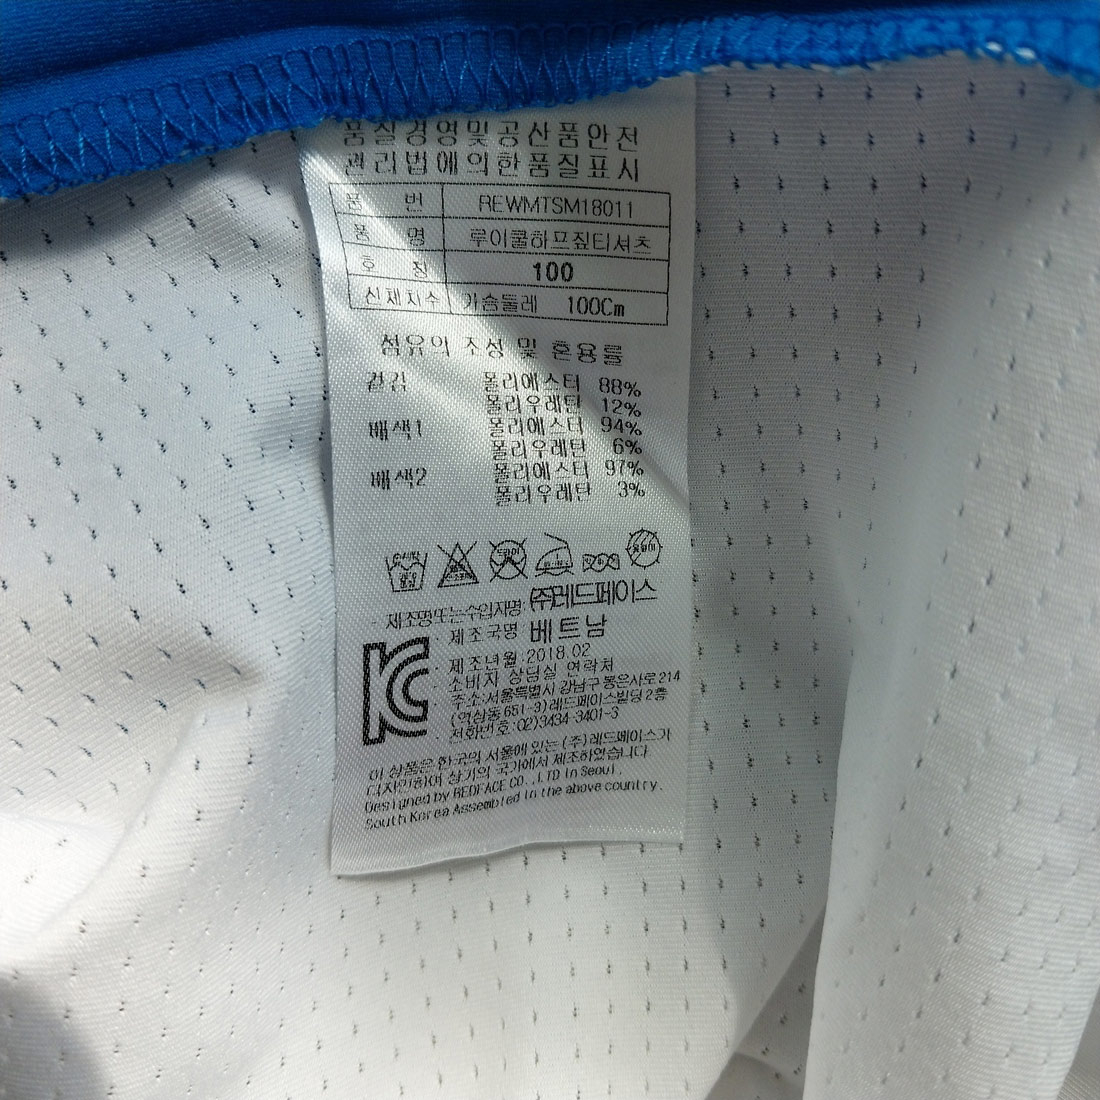 품질경영및공산품안전
관리법에의한품질표시
품 번 REWMTSM18011
품 명 루이쿨하프짚티셔츠
호 칭 100
신체치수 가슴둘레 100Cm
섬유의 조성 및 혼용률
겉감 폴리에스터 88%
폴리우레탄 12%
배색1 폴리에스터 94%
폴리우레탄 6%
배색2 폴리에스터 97%
폴리우레탄 3%
드라이
· 제조명또는수입자명: (주)레드페이스
· 제조국명 베트남
· 제조년월:2018.02
· 소비자 상담실 연락처
· 주소:서울특별시 강남구 봉은사로214
(역삼동 651-9)레드페이스빌딩 2층
· 전화번호:02)3434-3401~3
이 상품은 한국의 서울에 있는 (주)레드페이스가
디자인하여 상기의 국가에서 제조하였습니다
Designed by REDFACE CO.,LTD in Seoul,
South Korea Assembled in the above country.